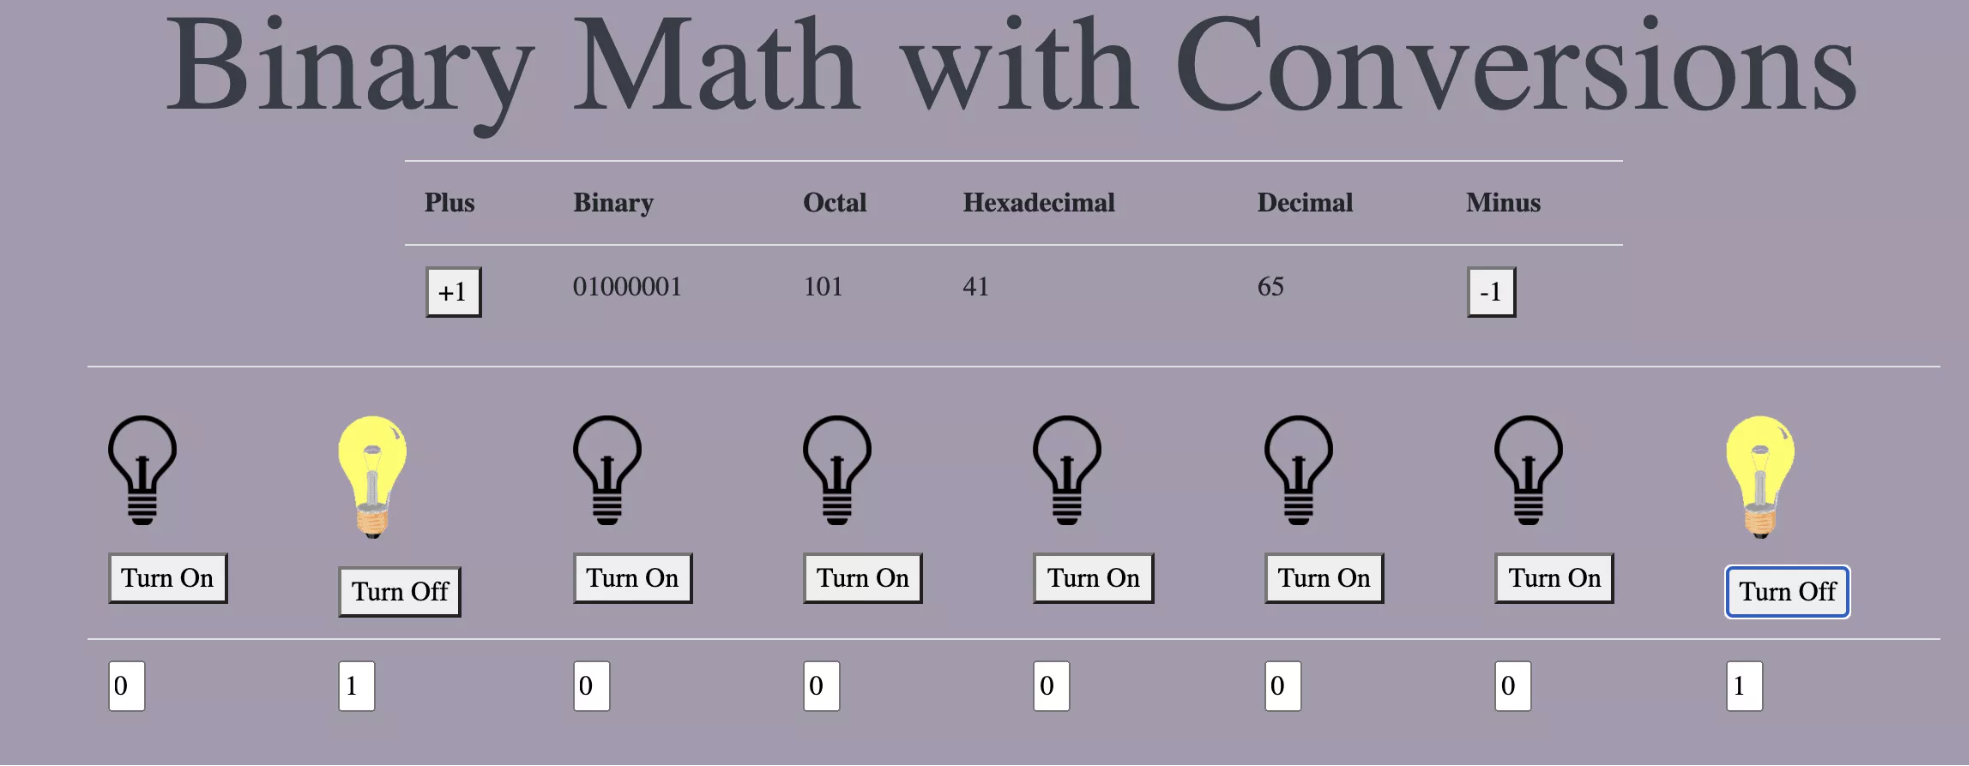 Binary Math with Conversions
Plus Binary Octal Hexadecimal Decimal Minus
+1 01000001 101 41 65 -1
Turn On Turn Off Turn On Turn On Turn On Turn On Turn On Turn Off
0 1 0 0 0 0 0 1